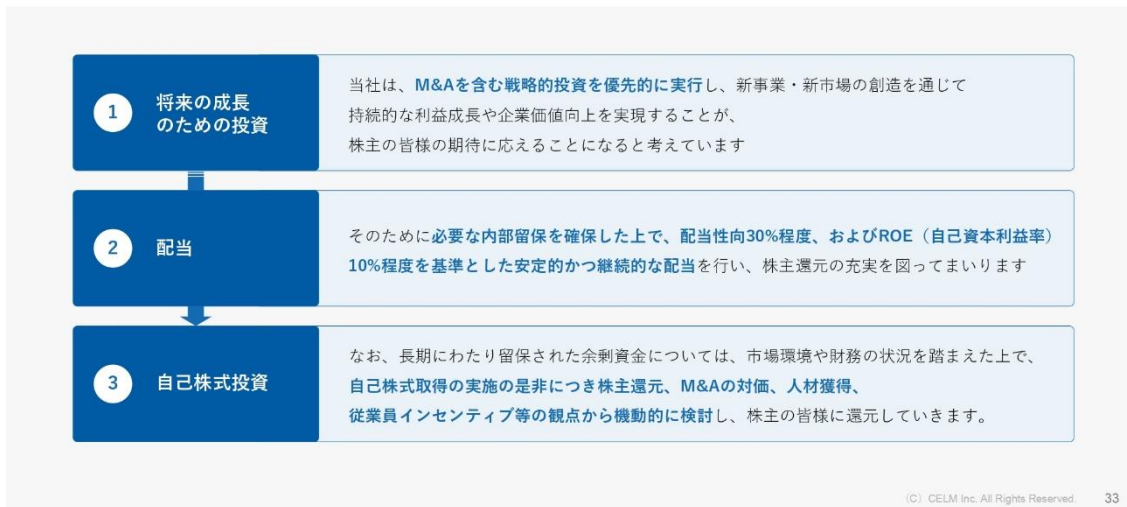 1
将来の成長
のための投資
当社は、M&Aを含む戦略的投資を優先的に実行し、新事業・新市場の創造を通じて
持続的な利益成長や企業価値向上を実現することが、
株主の皆様の期待に応えることになると考えています
2
配当
そのために必要な内部留保を確保した上で、配当性向30%程度、およびROE（自己資本利益率）
10%程度を基準とした安定的かつ継続的な配当を行い、株主還元の充実を図ってまいります
3
自己株式投資
なお、長期にわたり留保された余剰資金については、市場環境や財務の状況を踏まえた上で、
自己株式取得の実施の是非につき株主還元、M&Aの対価、人材獲得、
従業員インセンティブ等の観点から機動的に検討し、株主の皆様に還元していきます。
（C）CELM Inc. All Rights Reserved.
33